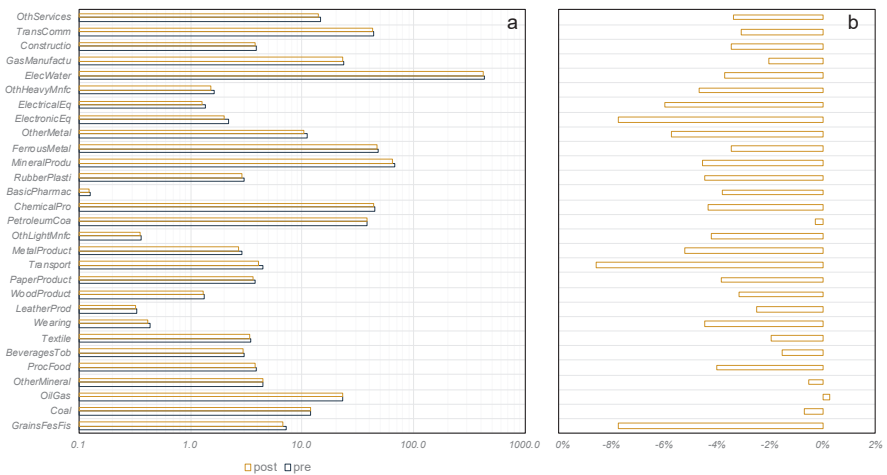 a
b
OthServices
TransComm
Constructio
GasManufactu
ElecWater
OthHeavyMnfc
ElectricalEq
ElectronicEq
OtherMetal
FerrousMetal
MineralProdu
RubberPlasti
BasicPharmac
ChemicalPro
PetroleumCoa
OthLightMnfc
MetalProduct
Transport
PaperProduct
WoodProduct
LeatherProd
Wearing
Textile
BeveragesTob
ProcFood
OtherMineral
OilGas
Coal
GrainsFesFis
0.1 1.0 10.0 100.0 1000.0
0% -8% -6% -4% -2% 0% 2%
post pre